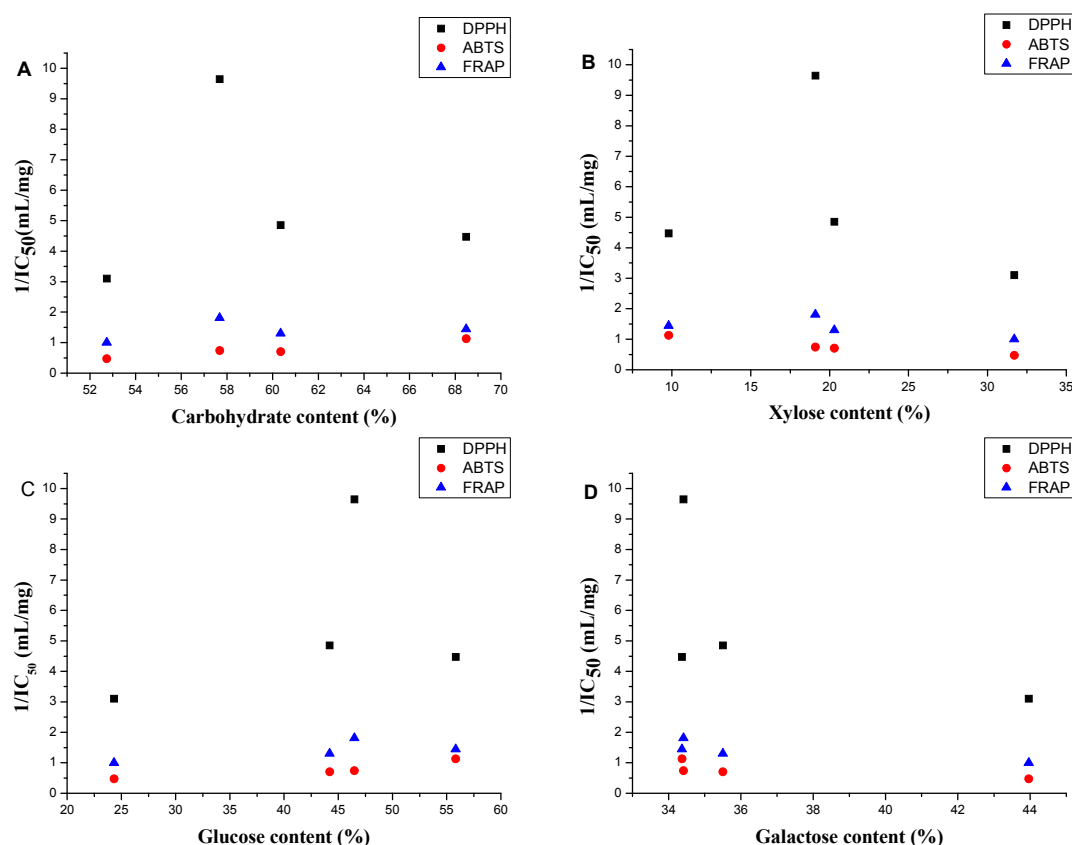 A
DPPH
ABTS
FRAP
10
9
8
7
6
5
4
3
2
1
0
1/IC50(mL/mg)
52 54 56 58 60 62 64 66 68 70
Carbohydrate content (%)
B
DPPH
ABTS
FRAP
10
9
8
7
6
5
4
3
2
1
0
1/IC50 (mL/mg)
10 15 20 25 30 35
Xylose content (%)
C
DPPH
ABTS
FRAP
10
9
8
7
6
5
4
3
2
1
0
1/IC50 (mL/mg)
20 25 30 35 40 45 50 55 60
Glucose content (%)
D
DPPH
ABTS
FRAP
10
9
8
7
6
5
4
3
2
1
0
1/IC50 (mL/mg)
34 36 38 40 42 44
Galactose content (%)